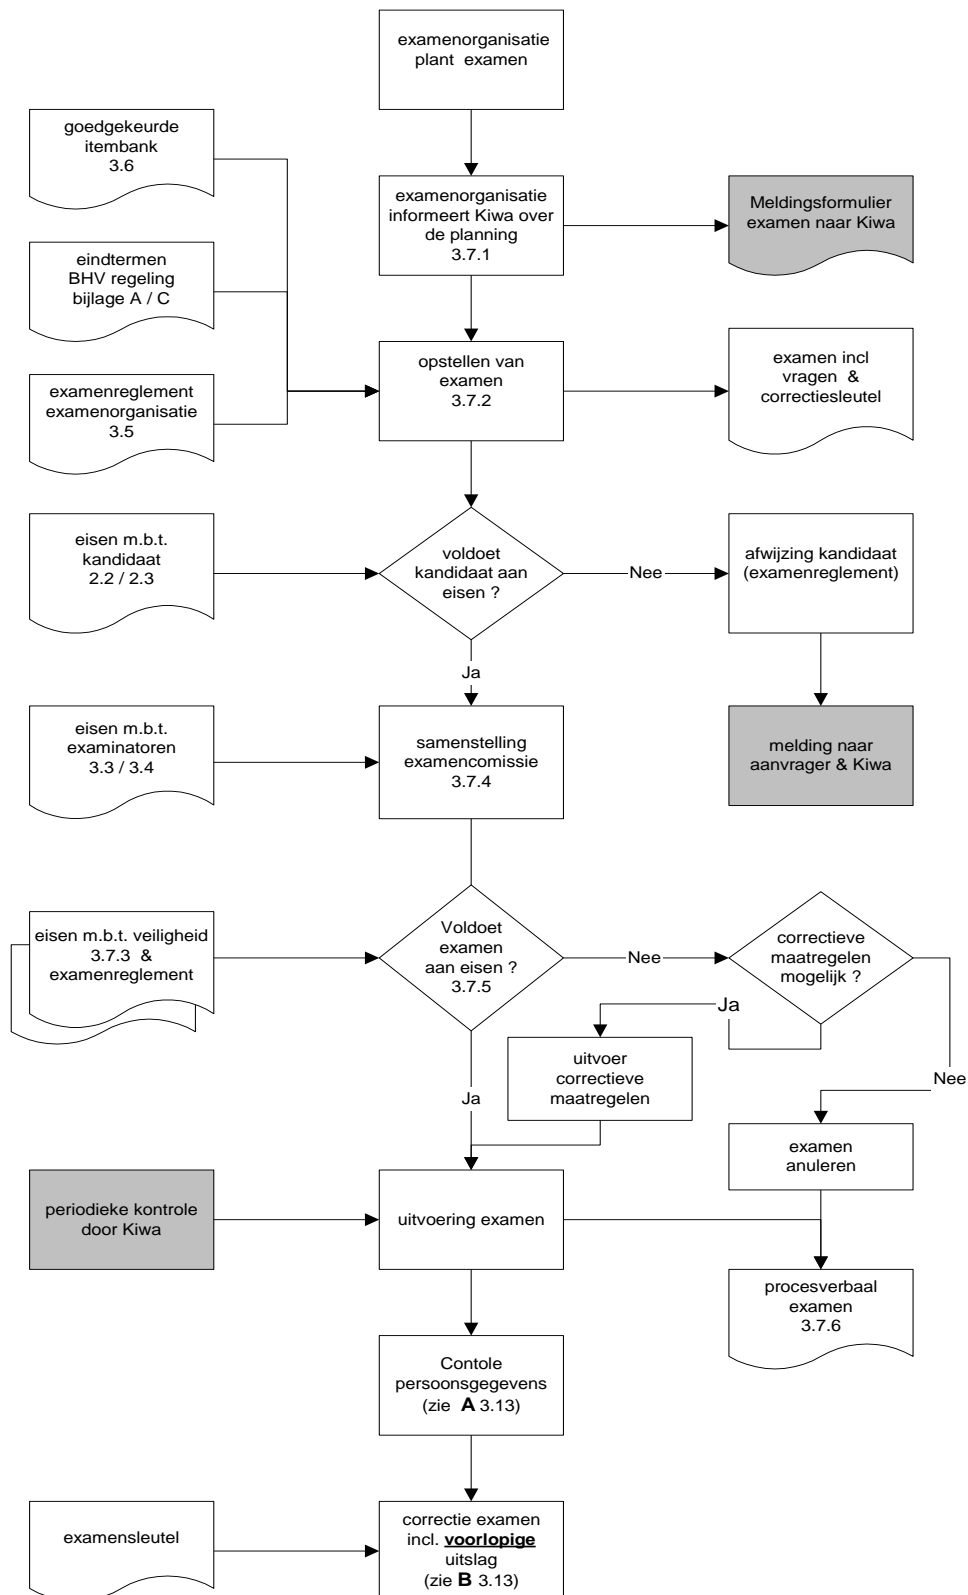 examenorganisatie
plant examen
goedgekeurde
itembank
3.6
examenorganisatie
informeert Kiwa over
de planning
3.7.1
Meldingsformulier
examen naar Kiwa
eindtermen
BHV regeling
bijlage A / C
opstellen van
examen
3.7.2
examen incl
vragen &
correctiesleutel
examenreglement
examenorganisatie
3.5
eisen m.b.t.
kandidaat
2.2 / 2.3
voldoet
kandidaat aan
eisen ?
Nee
afwijzing kandidaat
(examenreglement)
Ja
eisen m.b.t.
examinatoren
3.3 / 3.4
samenstelling
examencomissie
3.7.4
melding naar
aanvrager & Kiwa
eisen m.b.t. veiligheid
3.7.3 &
examenreglement
Voldoet
examen
aan eisen ?
3.7.5
Nee
correctieve
maatregelen
mogelijk ?
Ja
uitvoer
correctieve
maatregelen
Nee
Ja
examen
anuleren
periodieke kontrole
door Kiwa
uitvoering examen
procesverbaal
examen
3.7.6
Contole
persoonsgegevens
(zie A 3.13)
examensleutel
correctie examen
incl. voorlopige
uitslag
(zie B 3.13)